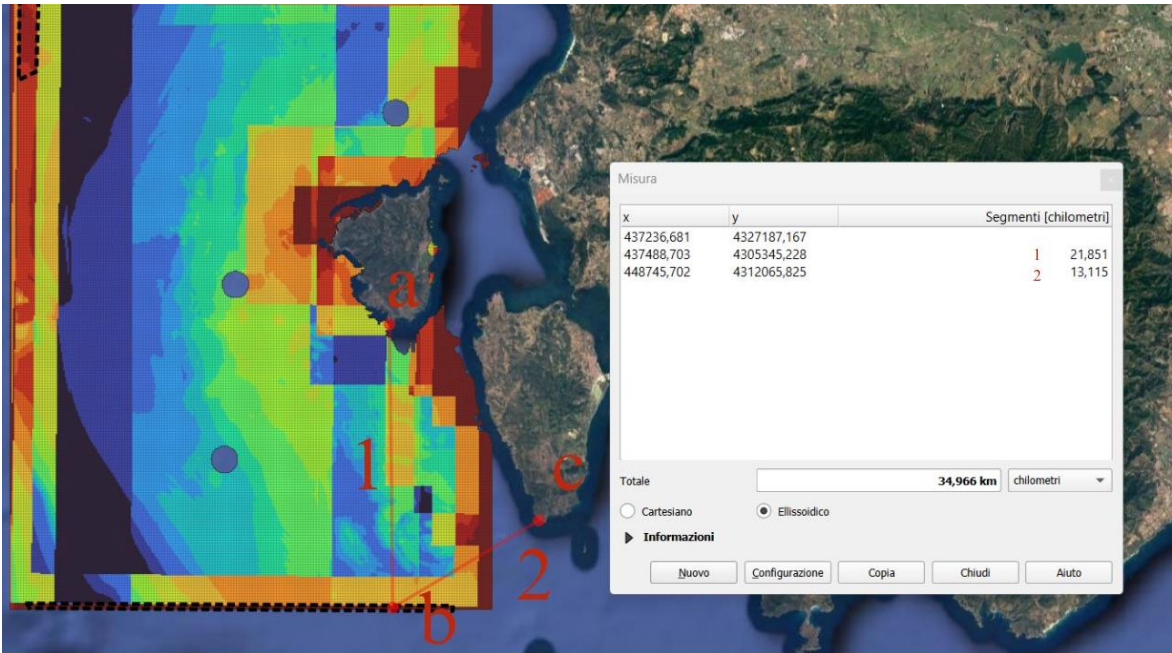 Misura
x y Segmenti [chilometri]
437236,681 4327187,167
437488,703 4305345,228 1 21,851
448745,702 4312065,825 2 13,115
a
1
c
2
b
Totale 34,966 km chilometri
Cartesiano Ellissoidico
Informazioni
Nuovo Configurazione Copia Chiudi Aiuto